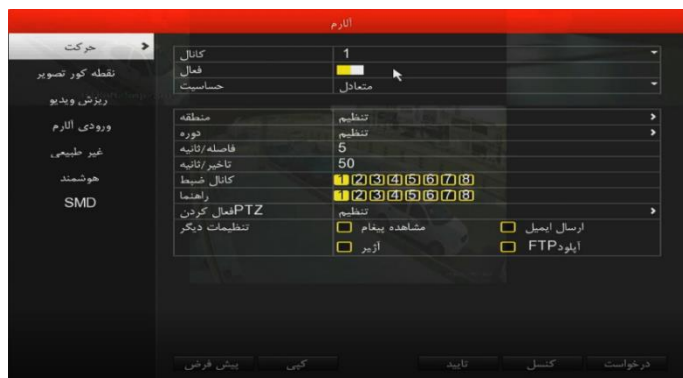 آلارم
حرکت
نقطه کور تصویر
ریزش ویدیو
ورودی آلارم
غیر طبیعی
هوشمند
SMD
کانال 1
فعال
حساسیت متعادل
منطقه تنظیم
دوره تنظیم
فاصله/ثانیه 5
تاخیر/ثانیه 50
کانال ضبط 1 2 3 4 5 6 7 8
راهنما 1 2 3 4 5 6 7 8
فعال کردنPTZ تنظیم
تنظیمات دیگر مشاهده پیغام ارسال ایمیل
آژیر آپلودFTP
پیش فرض کپی تایید کنسل درخواست